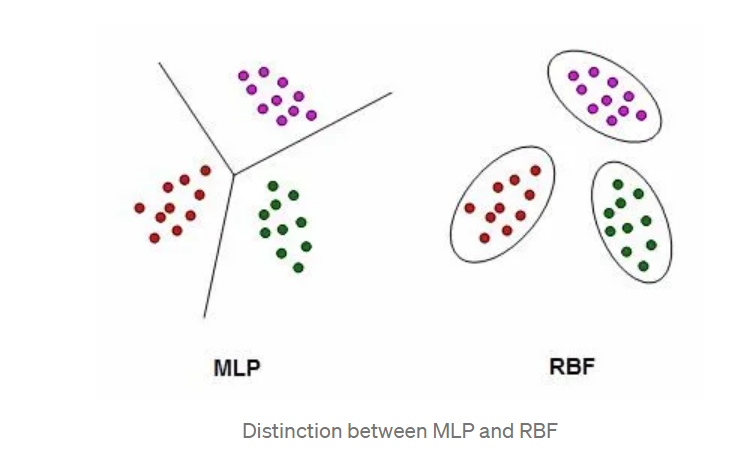 MLP
RBF
Distinction between MLP and RBF